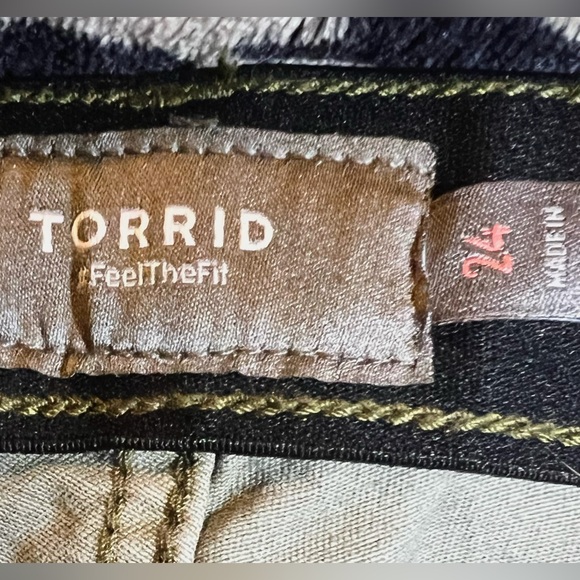 TORRID
#FeelTheFit
24
MADE IN